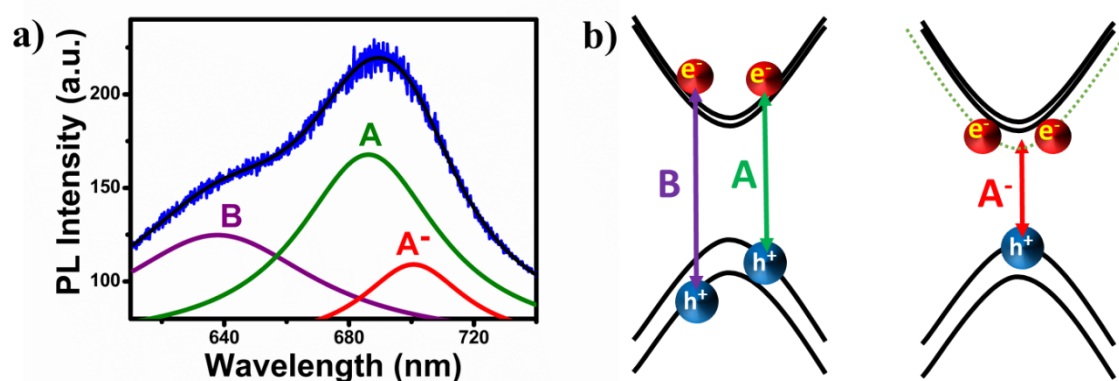 a)
PL Intensity (a.u.)
200
150
100
B
A
A-
640
680
720
Wavelength (nm)
b)
e-
e-
B
A
h+
h+
e-
e-
A-
h+